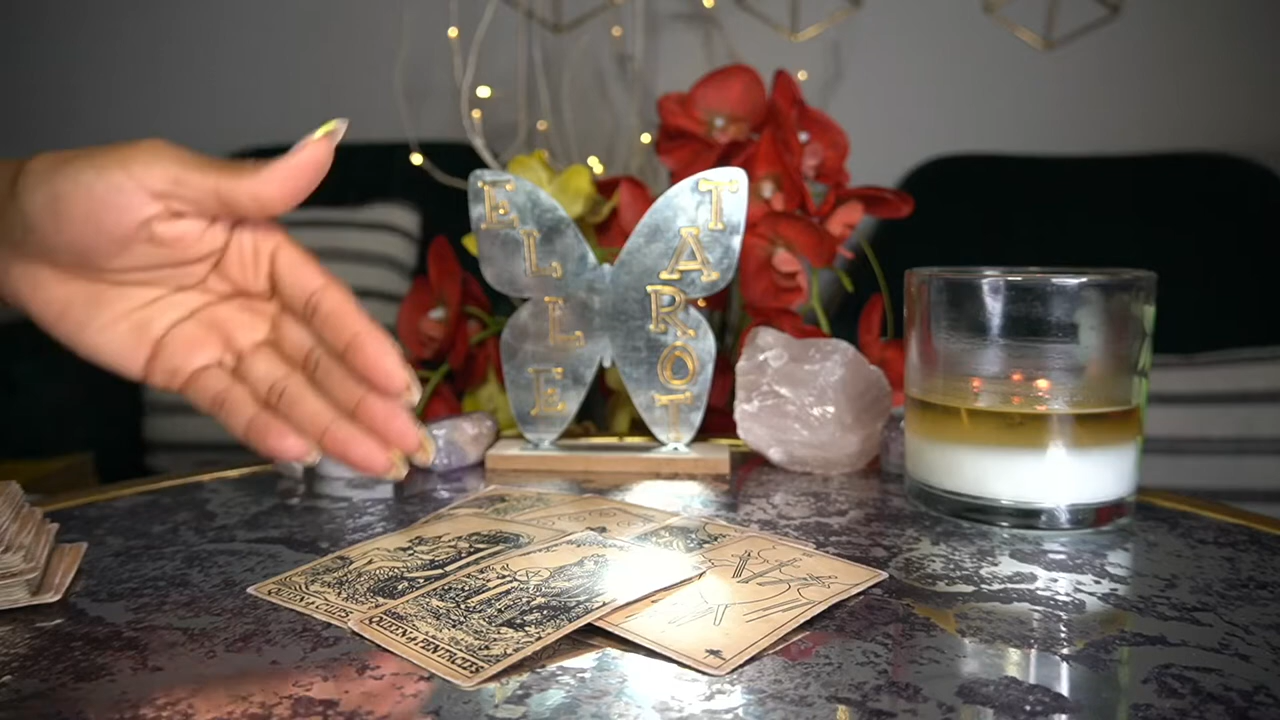 ELLE
TAROT
QUEEN of CUPS.
QUEEN of PENTACLES